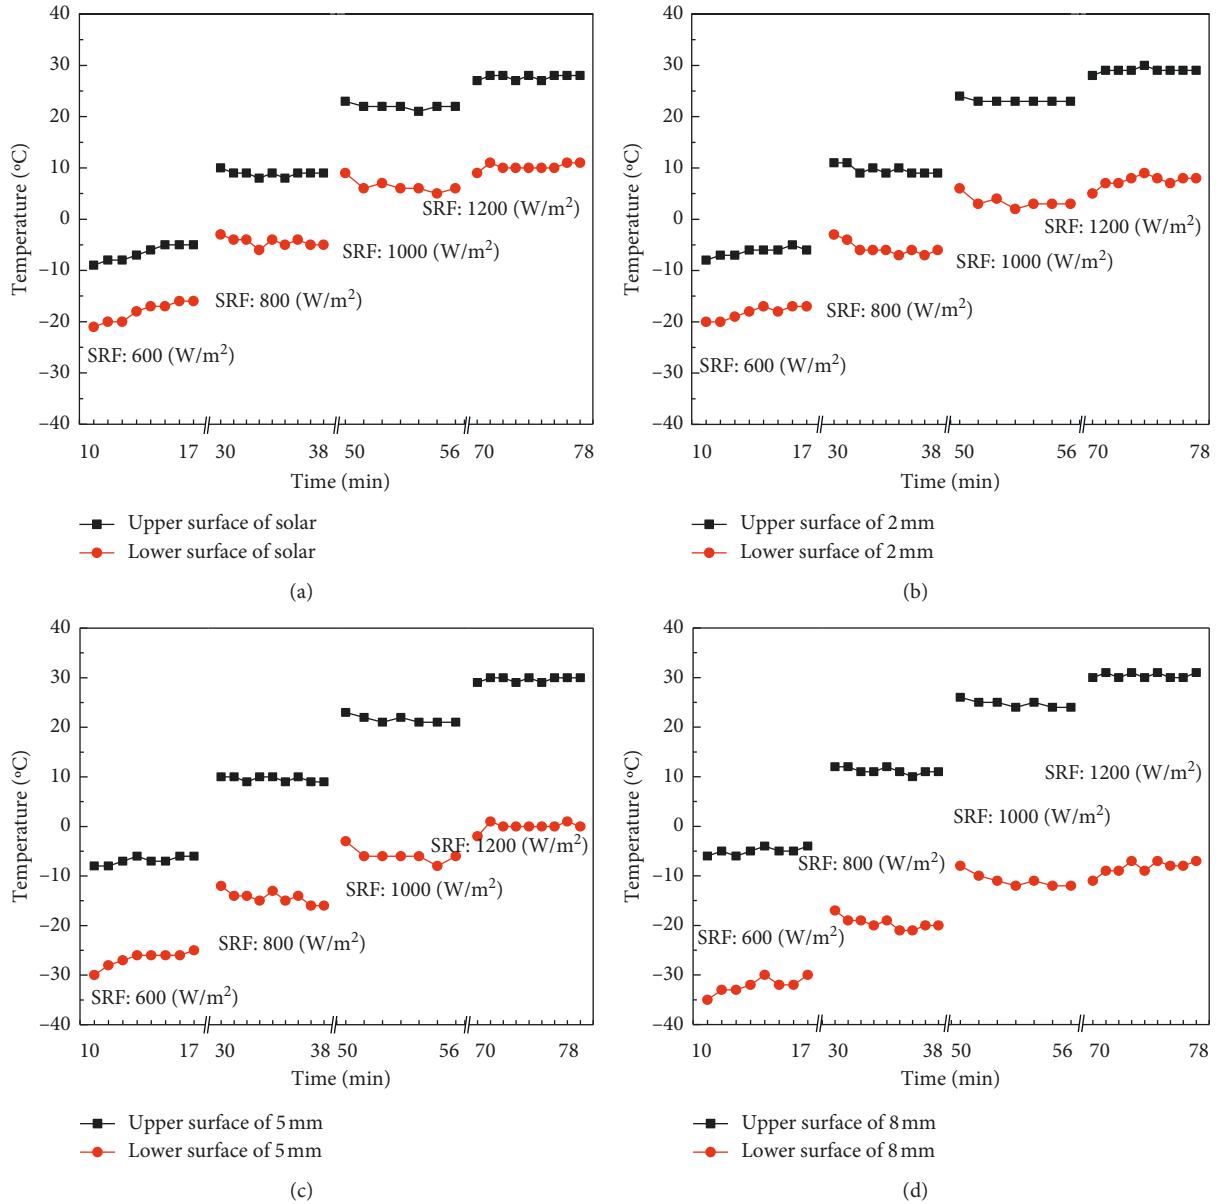 40
30
20
10
0
−10
−20
−30
−40
Temperature (°C)
SRF: 1200 (W/m²)
SRF: 1000 (W/m²)
SRF: 800 (W/m²)
SRF: 600 (W/m²)
10 17 30 38 50 56 70 78
Time (min)
Upper surface of solar
Lower surface of solar
(a)
40
30
20
10
0
−10
−20
−30
−40
Temperature (°C)
SRF: 1200 (W/m²)
SRF: 1000 (W/m²)
SRF: 800 (W/m²)
SRF: 600 (W/m²)
10 17 30 38 50 56 70 78
Time (min)
Upper surface of 2 mm
Lower surface of 2 mm
(b)
40
30
20
10
0
−10
−20
−30
−40
Temperature (°C)
SRF: 1200 (W/m²)
SRF: 1000 (W/m²)
SRF: 800 (W/m²)
SRF: 600 (W/m²)
10 17 30 38 50 56 70 78
Time (min)
Upper surface of 5 mm
Lower surface of 5 mm
(c)
40
30
20
10
0
−10
−20
−30
−40
Temperature (°C)
SRF: 1200 (W/m²)
SRF: 1000 (W/m²)
SRF: 800 (W/m²)
SRF: 600 (W/m²)
10 17 30 38 50 56 70 78
Time (min)
Upper surface of 8 mm
Lower surface of 8 mm
(d)